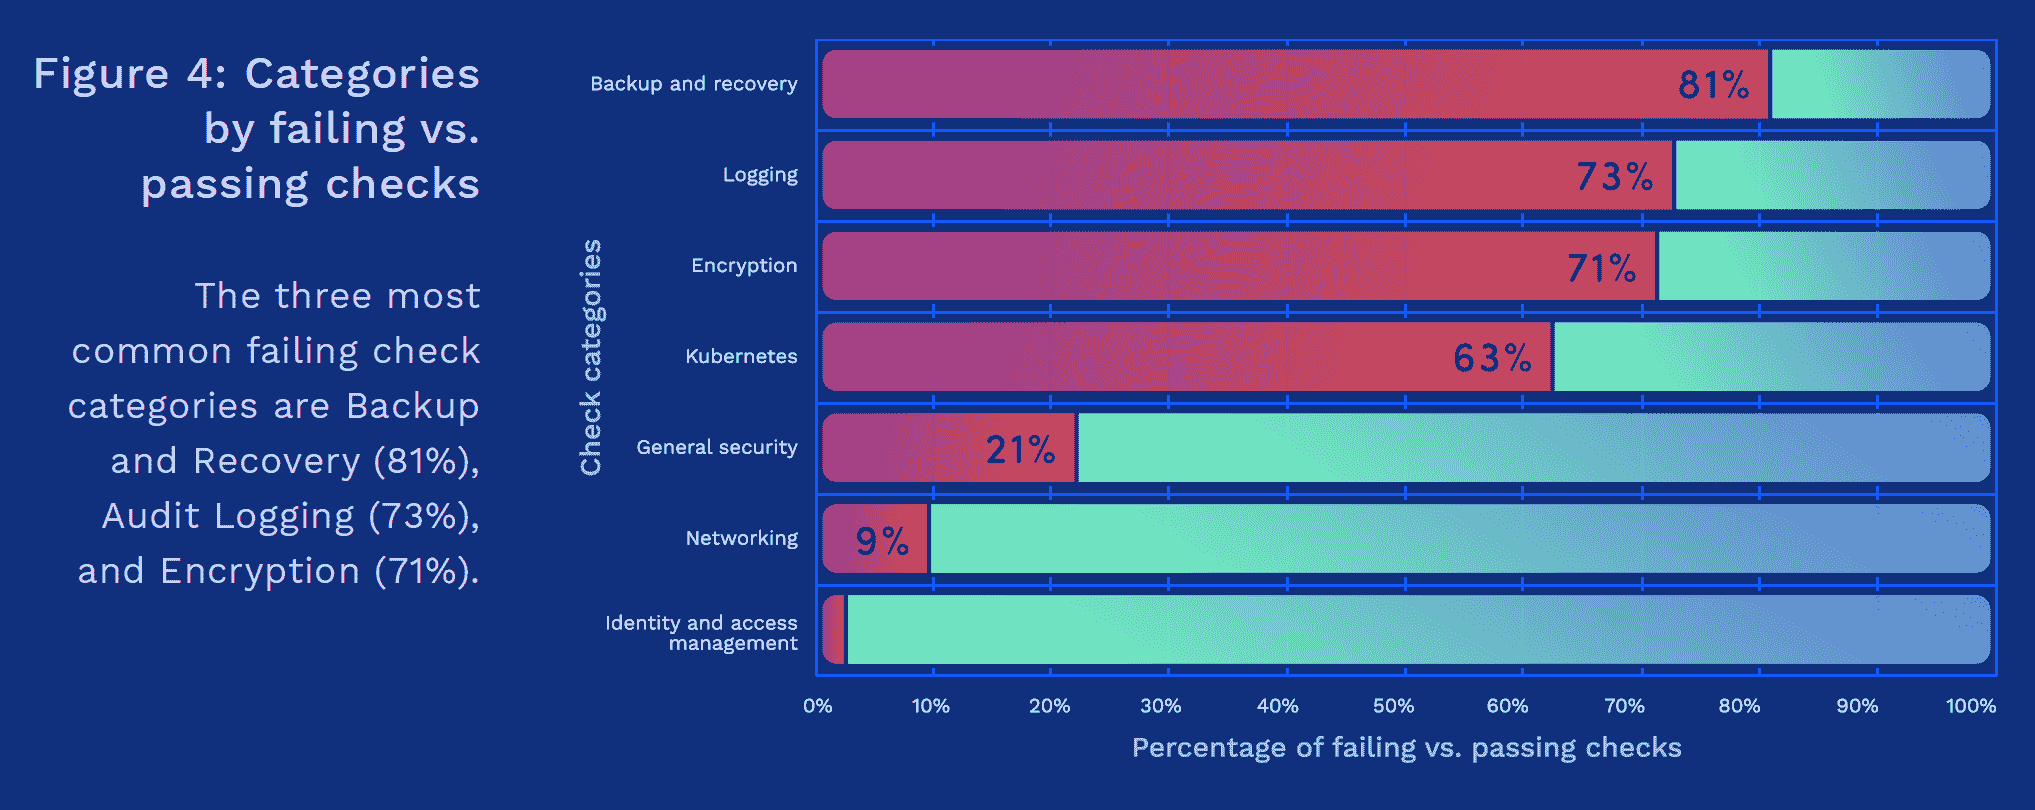 Figure 4: Categories
by failing vs.
passing checks
The three most
common failing check
categories are Backup
and Recovery (81%),
Audit Logging (73%),
and Encryption (71%).
Check categories
Backup and recovery
81%
Logging
73%
Encryption
71%
Kubernetes
63%
General security
21%
Networking
9%
Identity and access
management
0% 10% 20% 30% 40% 50% 60% 70% 80% 90% 100%
Percentage of failing vs. passing checks